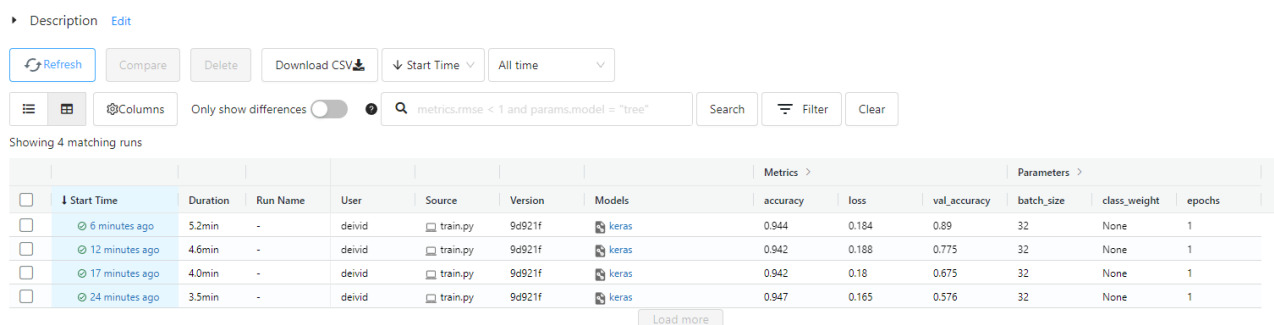 Description Edit
Refresh Compare Delete Download CSV Start Time All time
Columns Only show differences metrics.rmse < 1 and params.model = "tree" Search Filter Clear
Showing 4 matching runs
Metrics > Parameters >
Start Time Duration Run Name User Source Version Models accuracy loss val_accuracy batch_size class_weight epochs
6 minutes ago 5.2min - deivid train.py 9d921f keras 0.944 0.184 0.89 32 None 1
12 minutes ago 4.6min - deivid train.py 9d921f keras 0.942 0.188 0.775 32 None 1
17 minutes ago 4.0min - deivid train.py 9d921f keras 0.942 0.18 0.675 32 None 1
24 minutes ago 3.5min - deivid train.py 9d921f keras 0.947 0.165 0.576 32 None 1
Load more